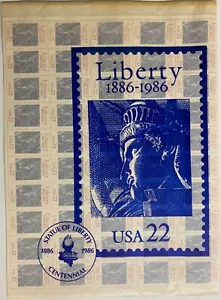 Liberty
1886-1986
USA 22
STATUE OF LIBERTY
1886 1986
CENTENNIAL